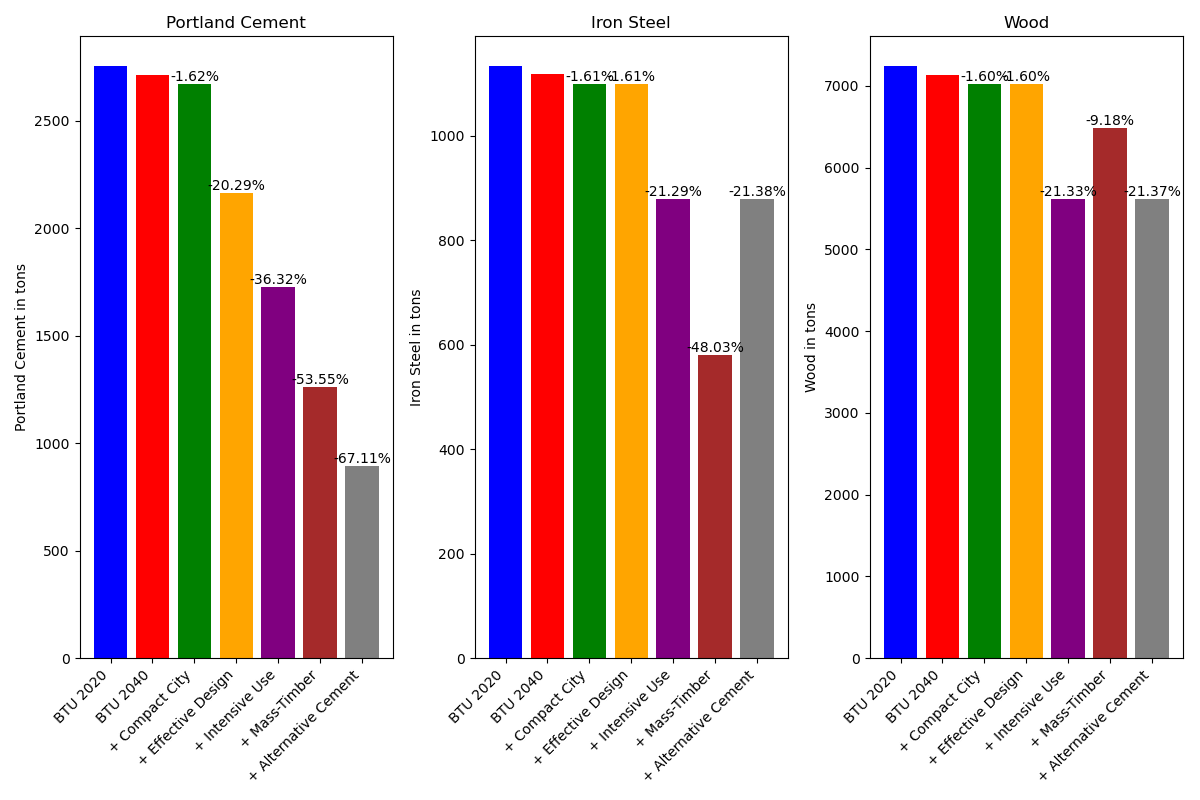 Portland Cement
Portland Cement in tons
2500
2000
1500
1000
500
0
-1.62%
-20.29%
-36.32%
-53.55%
-67.11%
BTU 2020
BTU 2040
+ Compact City
+ Effective Design
+ Intensive Use
+ Mass-Timber
+ Alternative Cement
Iron Steel
Iron Steel in tons
1000
800
600
400
200
0
-1.61%
-1.61%
-21.29%
-48.03%
-21.38%
BTU 2020
BTU 2040
+ Compact City
+ Effective Design
+ Intensive Use
+ Mass-Timber
+ Alternative Cement
Wood
Wood in tons
7000
6000
5000
4000
3000
2000
1000
0
-1.60%
-1.60%
-21.33%
-9.18%
-21.37%
BTU 2020
BTU 2040
+ Compact City
+ Effective Design
+ Intensive Use
+ Mass-Timber
+ Alternative Cement